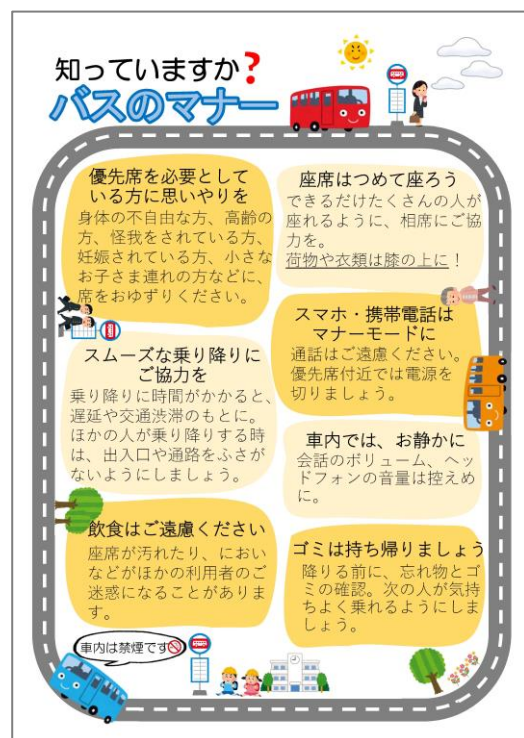 知っていますか?
バスのマナー
優先席を必要として
いる方に思いやりを
身体の不自由な方、高齢の
方、怪我をされている方、
妊娠されている方、小さな
お子さま連れの方などに、
席をおゆずりください。
座席はつめて座ろう
できるだけたくさんの人が
座れるように、相席にご協
力を。
荷物や衣類は膝の上に!
スマホ・携帯電話は
マナーモードに
通話はご遠慮ください。
優先席付近では電源を
切りましょう。
スムーズな乗り降りに
ご協力を
乗り降りに時間がかかると、
遅延や交通渋滞のもとに。
ほかの人が乗り降りする時
は、出入口や通路をふさが
ないようにしましょう。
車内では、お静かに
会話のボリューム、ヘッ
ドフォンの音量は控えめ
に。
飲食はご遠慮ください
座席が汚れたり、におい
などがほかの利用者のご
迷惑になることがありま
す。
ゴミは持ち帰りましょう
降りる前に、忘れ物とゴ
ミの確認。次の人が気持
ちよく乗れるようにしま
しょう。
車内は禁煙です